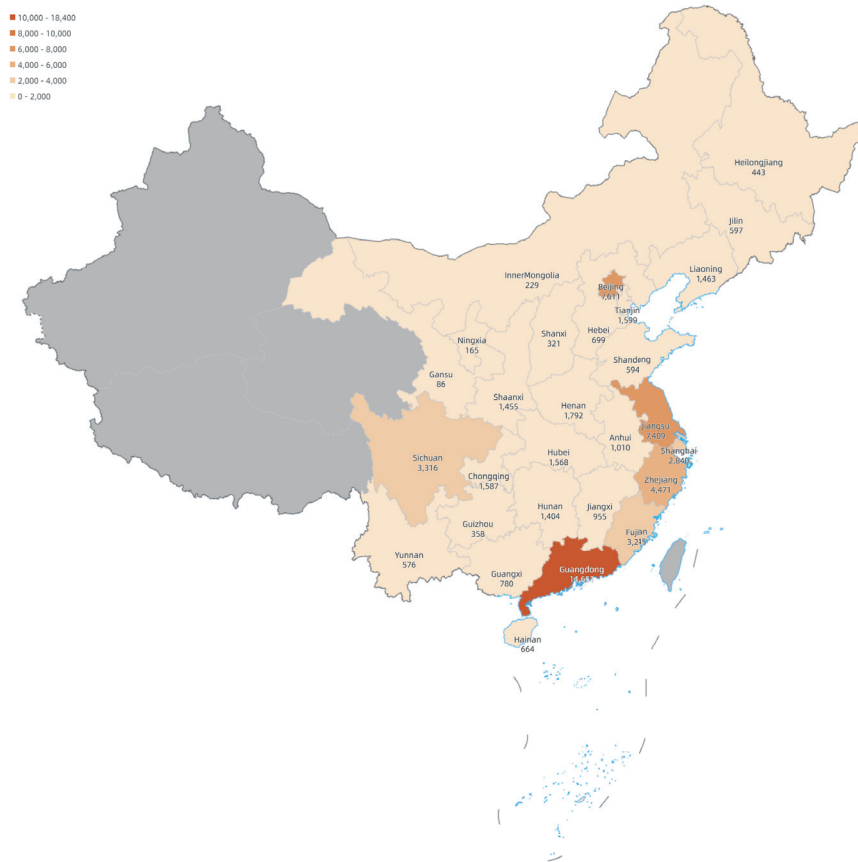 10,000 - 18,400
8,000 - 10,000
6,000 - 8,000
4,000 - 6,000
2,000 - 4,000
0 - 2,000
Heilongjiang
443
Jilin
597
Liaoning
1,463
InnerMongolia
229
Beijing
7,611
Tianjin
1,599
Hebei
699
Shanxi
321
Ningxia
165
Shandong
594
Gansu
86
Shaanxi
1,455
Henan
1,792
Jiangsu
7,409
Anhui
1,010
Shanghai
2,840
Sichuan
3,316
Hubei
1,568
Chongqing
1,587
Zhejiang
4,471
Hunan
1,404
Jiangxi
955
Guizhou
358
Fujian
Yunnan
576
Guangxi
780
Guangdong
Hainan
664